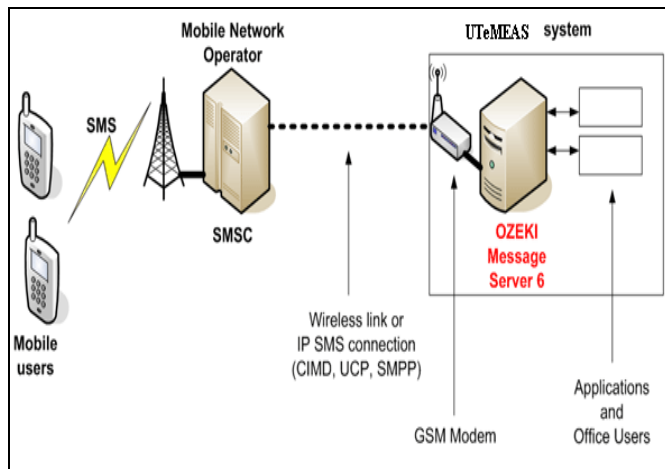 Mobile Network
Operator
UTeMEAS system
SMS
SMSC
OZEKI
Message
Server 6
Mobile
users
Wireless link or
IP SMS connection
(CIMD, UCP, SMPP)
GSM Modem
Applications
and
Office Users